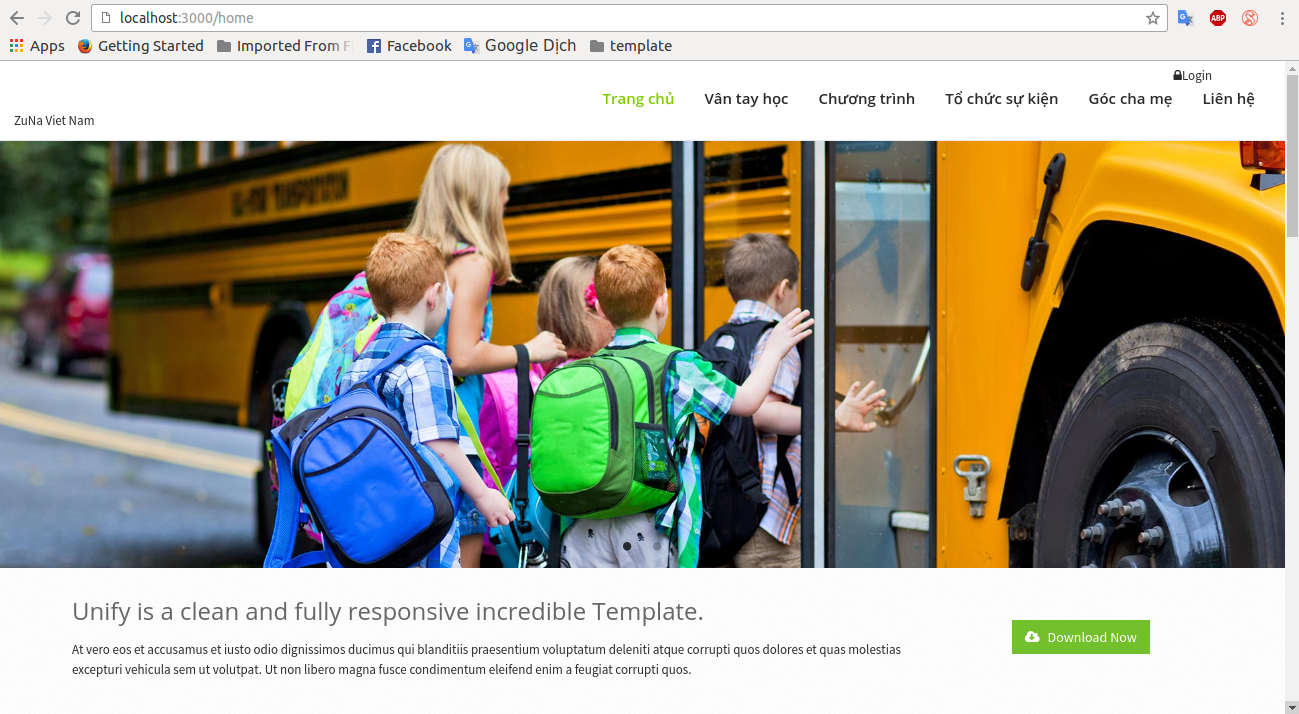 localhost:3000/home
ABP
Apps Getting Started Imported From F Facebook Google Dịch template
Login
Trang chủ Vân tay học Chương trình Tổ chức sự kiện Góc cha mẹ Liên hệ
ZuNa Viet Nam
Unify is a clean and fully responsive incredible Template.
At vero eos et accusamus et iusto odio dignissimos ducimus qui blanditiis praesentium voluptatum deleniti atque corrupti quos dolores et quas molestias
excepturi vehicula sem ut volutpat. Ut non libero magna fusce condimentum eleifend enim a feugiat corrupti quos.
Download Now